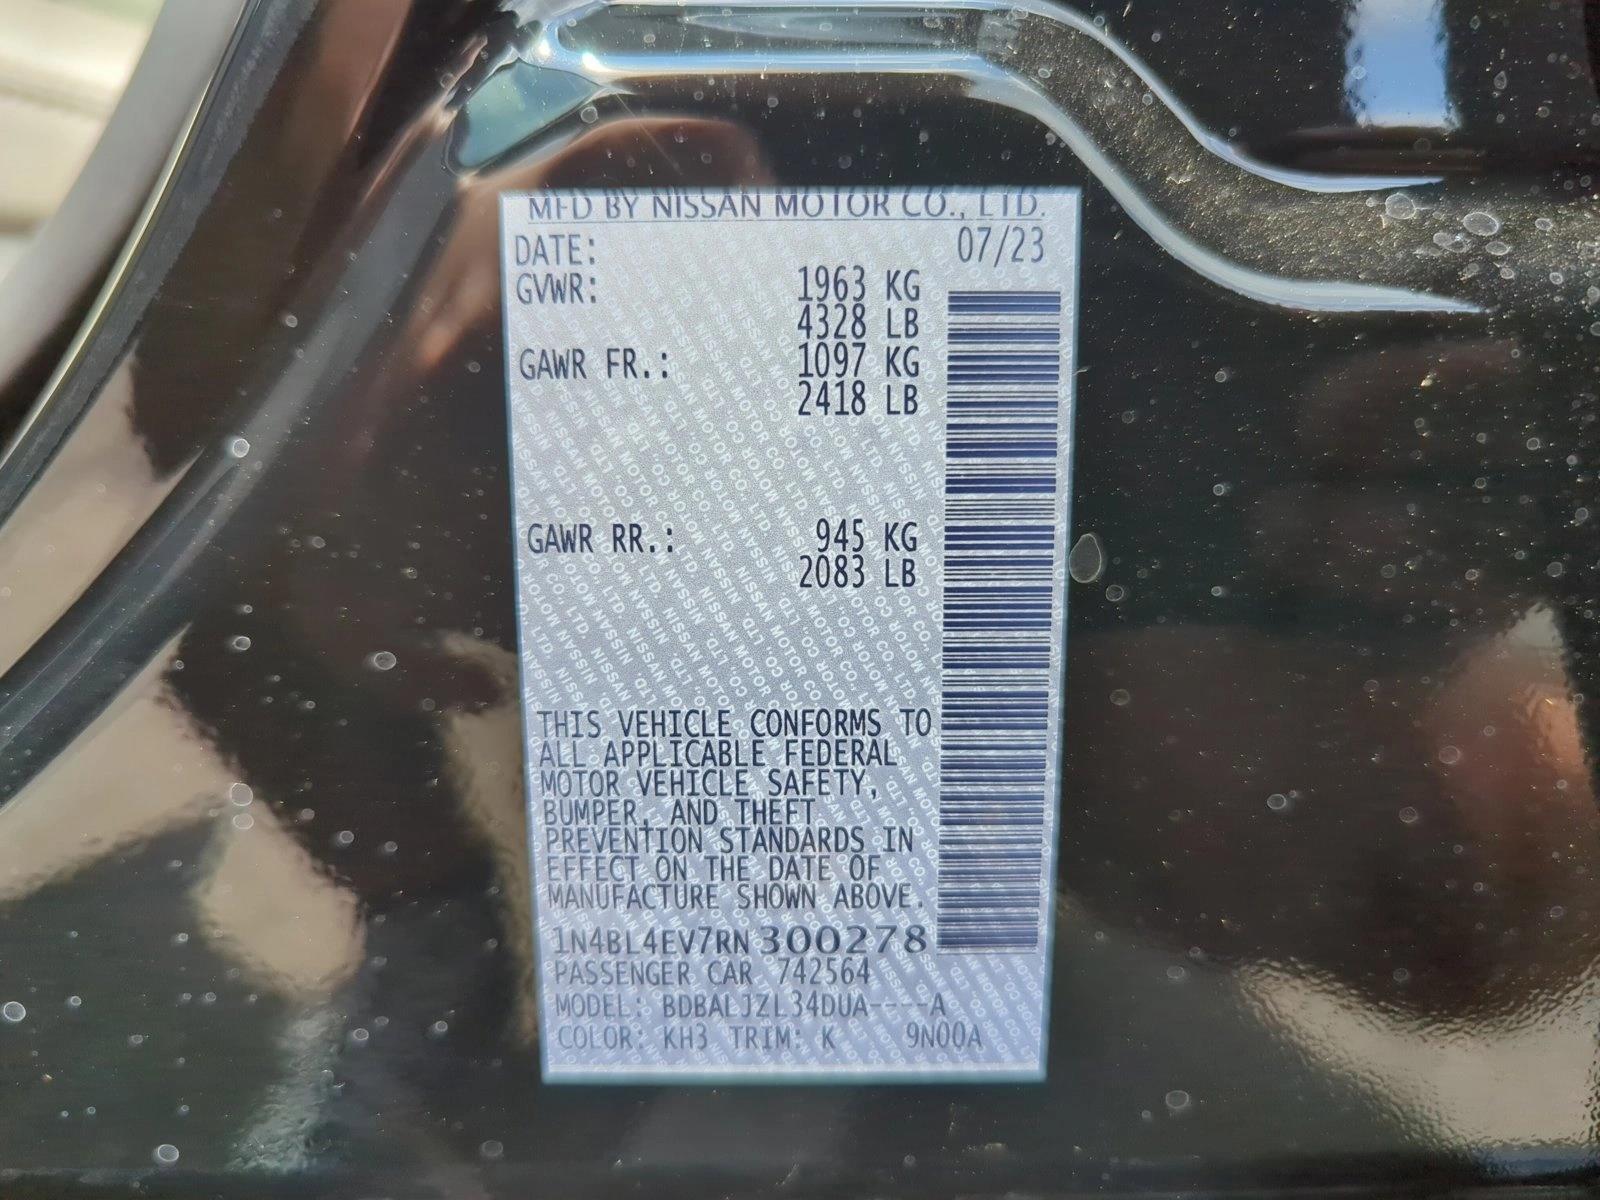 MFD BY NISSAN MOTOR CO., LTD.
DATE: 07/23
GVWR: 1963 KG
4328 LB
GAWR FR.: 1097 KG
2418 LB
GAWR RR.: 945 KG
2083 LB
THIS VEHICLE CONFORMS TO
ALL APPLICABLE FEDERAL
MOTOR VEHICLE SAFETY,
BUMPER, AND THEFT
PREVENTION STANDARDS IN
EFFECT ON THE DATE OF
MANUFACTURE SHOWN ABOVE.
1N4BL4EV7RN300278
PASSENGER CAR 742564
MODEL: BDBALJZL34DUA----A
COLOR: KH3 TRIM: K 9N00A